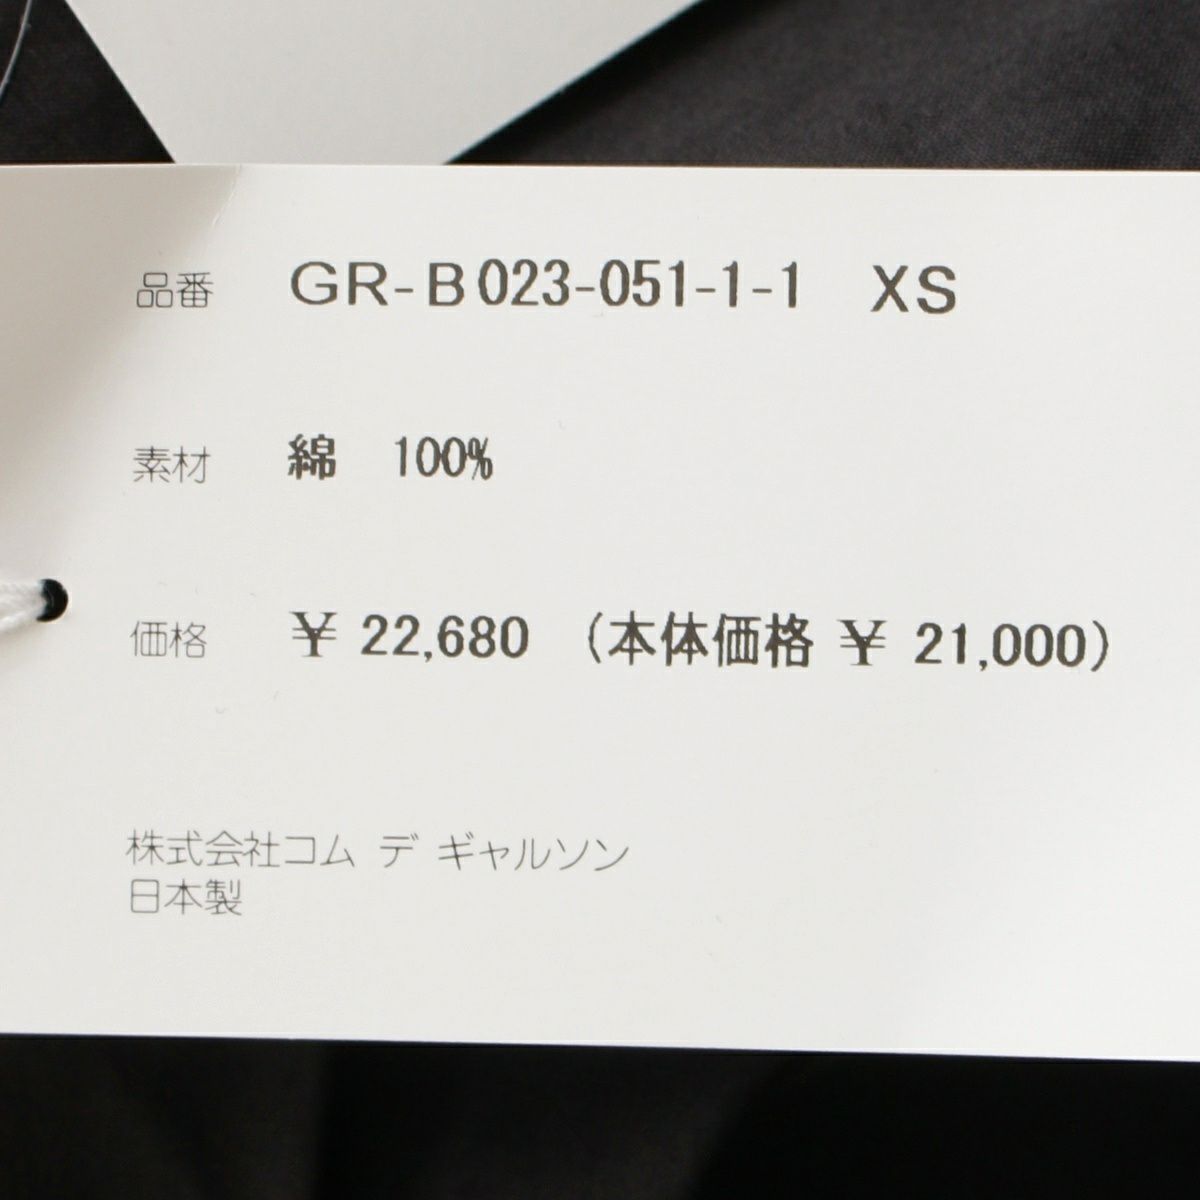 品番 GR-B023-051-1-1 XS
素材 綿 100%
価格 ¥ 22,680 (本体価格 ¥ 21,000)
株式会社コム デ ギャルソン
日本製